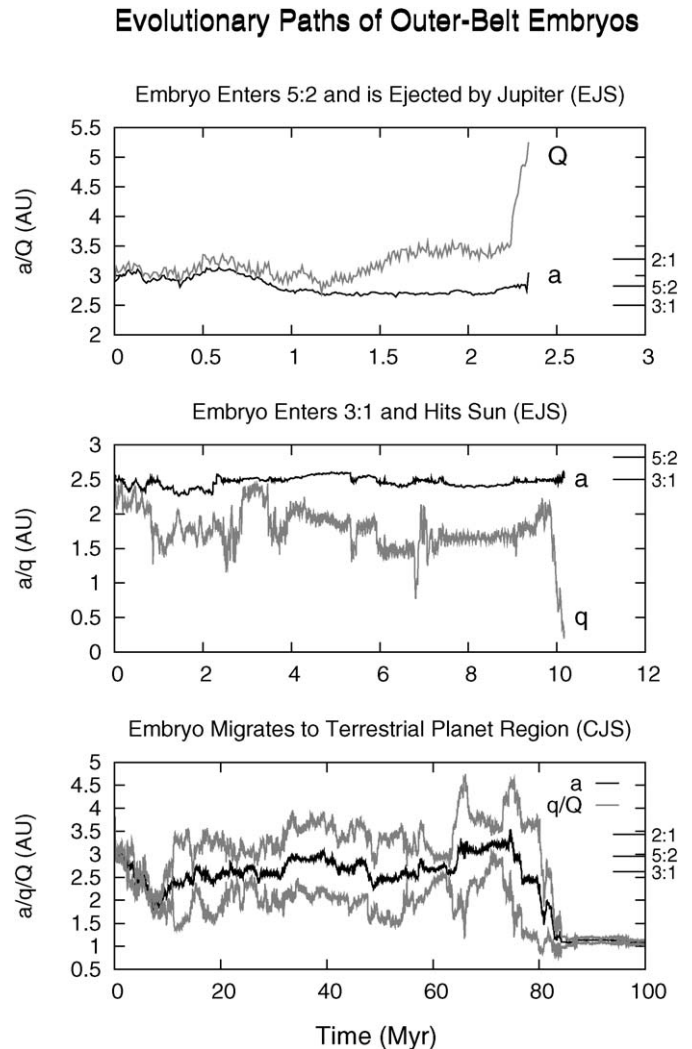 Evolutionary Paths of Outer-Belt Embryos
Embryo Enters 5:2 and is Ejected by Jupiter (EJS)
a/Q (AU)
5.5
5
4.5
4
3.5
3
2.5
2
Q
a
2:1
5:2
3:1
0 0.5 1 1.5 2 2.5 3
Embryo Enters 3:1 and Hits Sun (EJS)
a/q (AU)
3
2.5
2
1.5
1
0.5
0
a
q
5:2
3:1
0 2 4 6 8 10 12
Embryo Migrates to Terrestrial Planet Region (CJS)
a/q/Q (AU)
5
4.5
4
3.5
3
2.5
2
1.5
1
0.5
a
q/Q
2:1
5:2
3:1
0 20 40 60 80 100
Time (Myr)